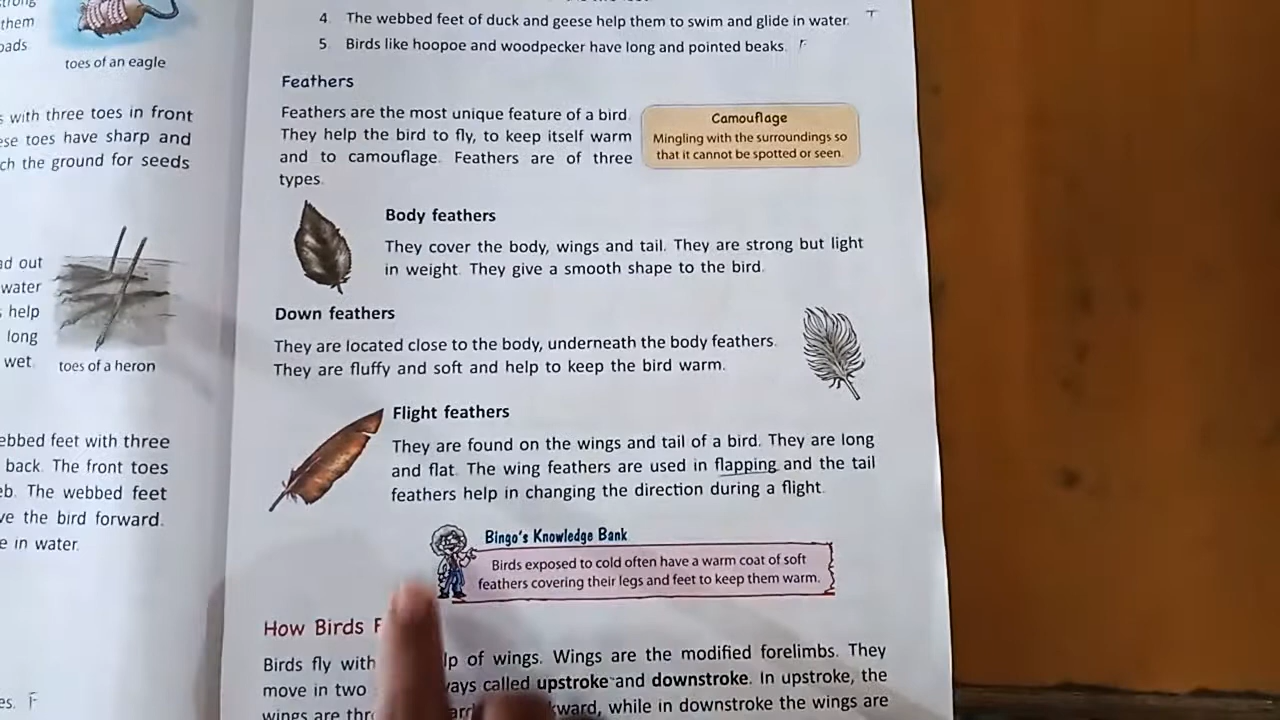 them
oads
toes of an eagle
s with three toes in front
ese toes have sharp and
ch the ground for seeds
ad out
water
s help
long
wet.
toes of a heron
ebbed feet with three
back. The front toes
eb. The webbed feet
ve the bird forward.
e in water.
es. F
4. The webbed feet of duck and geese help them to swim and glide in water. T
5. Birds like hoopoe and woodpecker have long and pointed beaks. F
Feathers
Feathers are the most unique feature of a bird.
They help the bird to fly, to keep itself warm
and to camouflage. Feathers are of three
types.
Camouflage
Mingling with the surroundings so
that it cannot be spotted or seen.
Body feathers
They cover the body, wings and tail. They are strong but light
in weight. They give a smooth shape to the bird.
Down feathers
They are located close to the body, underneath the body feathers.
They are fluffy and soft and help to keep the bird warm.
Flight feathers
They are found on the wings and tail of a bird. They are long
and flat. The wing feathers are used in flapping and the tail
feathers help in changing the direction during a flight.
Bingo's Knowledge Bank
Birds exposed to cold often have a warm coat of soft
feathers covering their legs and feet to keep them warm.
How Birds F
Birds fly with lp of wings. Wings are the modified forelimbs. They
move in two ways called upstroke and downstroke. In upstroke, the
wings are kward, while in downstroke the wings are